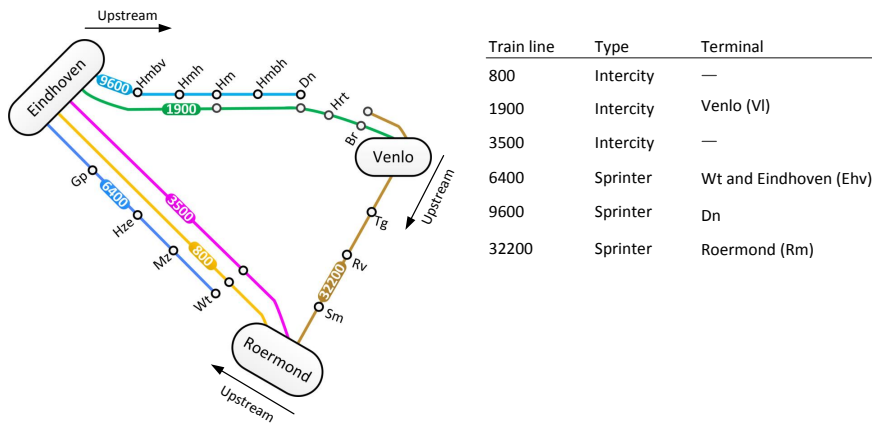 Upstream
Eindhoven
9600
Hmbv
Hmh
Hm
Hmbh
Dn
1900
Hrt
Br
Venlo
Upstream
Gp
6400
Hze
Mz
Wt
3500
800
Tg
Rv
32200
Sm
Roermond
Upstream
Train line Type Terminal
800 Intercity —
1900 Intercity Venlo (Vl)
3500 Intercity —
6400 Sprinter Wt and Eindhoven (Ehv)
9600 Sprinter Dn
32200 Sprinter Roermond (Rm)